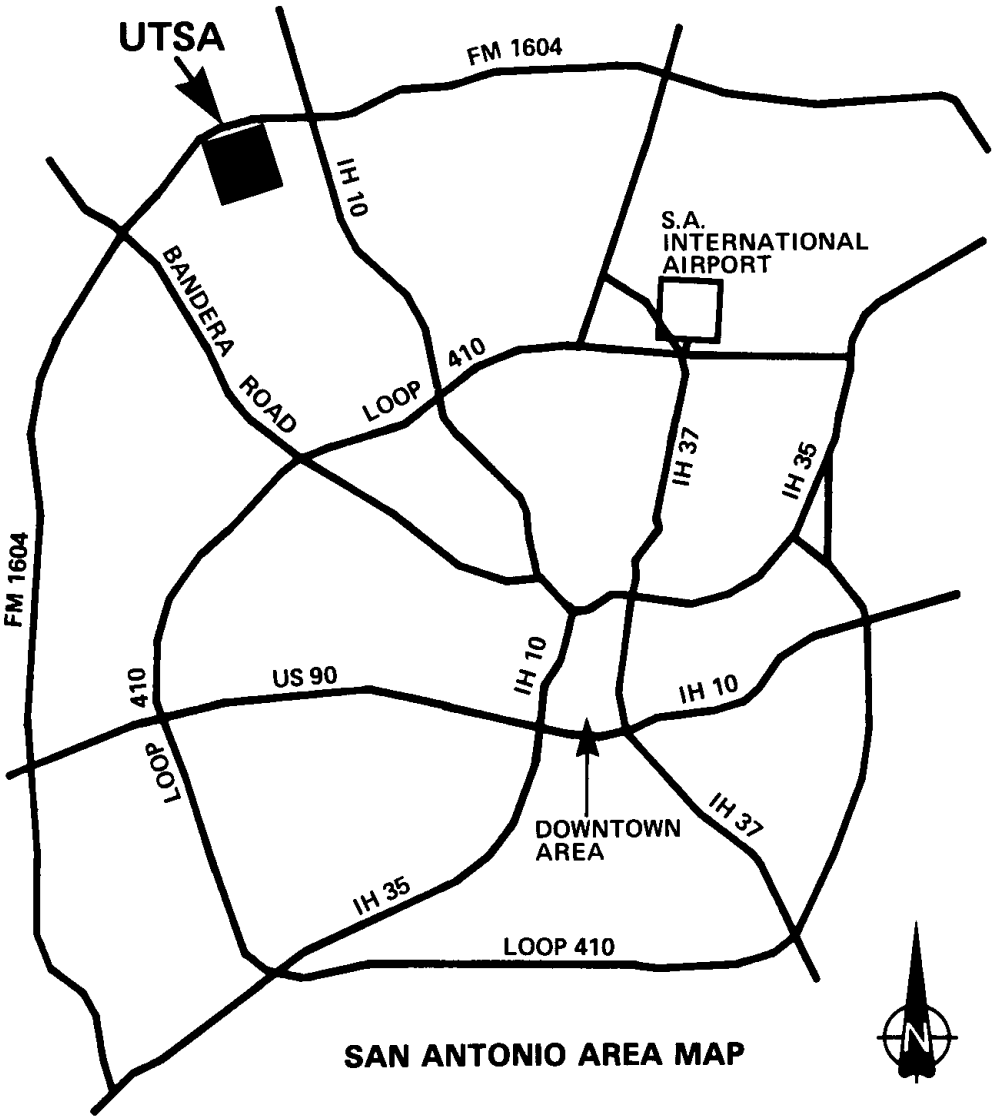 UTSA
FM 1604
IH 10
S.A.
INTERNATIONAL
AIRPORT
BANDERA
ROAD
LOOP
410
IH 37
IH 35
FM 1604
410
LOOP
US 90
IH 10
IH 10
DOWNTOWN
AREA
IH 37
IH 35
LOOP 410
N
SAN ANTONIO AREA MAP